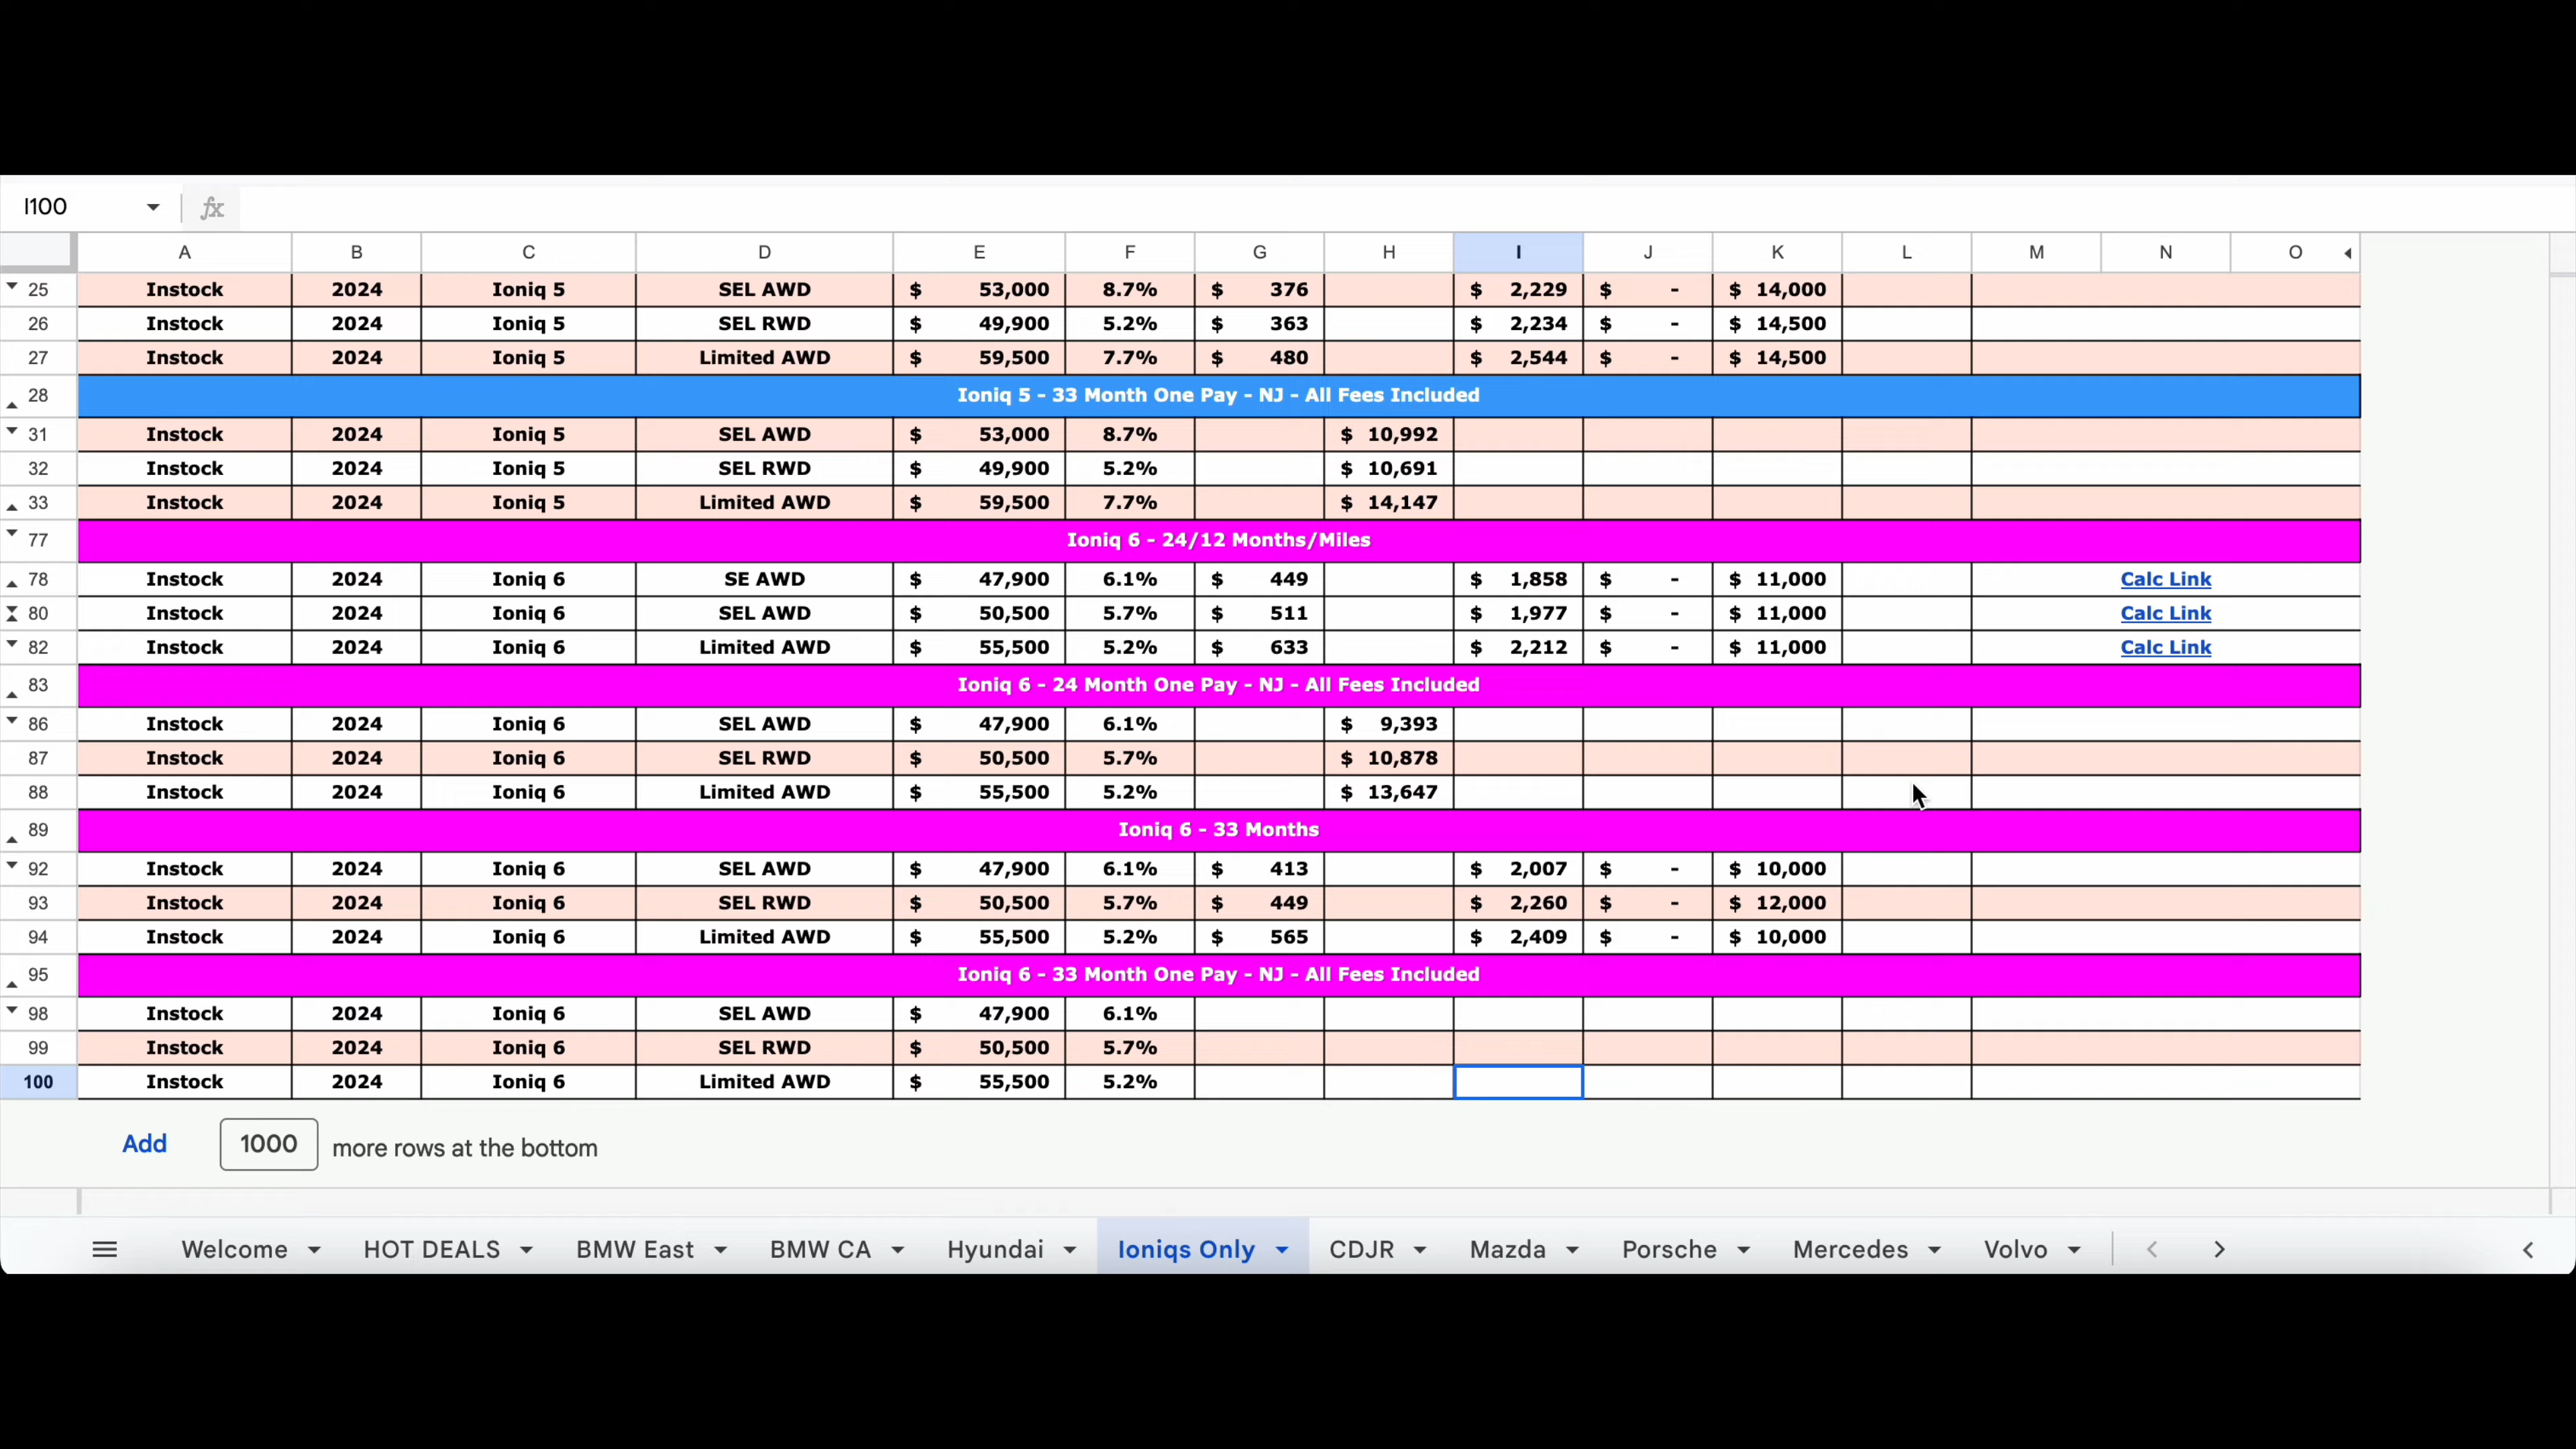 I100 fx
A B C D E F G H I J K L M N O
25 Instock 2024 Ioniq 5 SEL AWD $ 53,000 8.7% $ 376 $ 2,229 $ - $ 14,000
26 Instock 2024 Ioniq 5 SEL RWD $ 49,900 5.2% $ 363 $ 2,234 $ - $ 14,500
27 Instock 2024 Ioniq 5 Limited AWD $ 59,500 7.7% $ 480 $ 2,544 $ - $ 14,500
28 Ioniq 5 - 33 Month One Pay - NJ - All Fees Included
31 Instock 2024 Ioniq 5 SEL AWD $ 53,000 8.7% $ 10,992
32 Instock 2024 Ioniq 5 SEL RWD $ 49,900 5.2% $ 10,691
33 Instock 2024 Ioniq 5 Limited AWD $ 59,500 7.7% $ 14,147
77 Ioniq 6 - 24/12 Months/Miles
78 Instock 2024 Ioniq 6 SE AWD $ 47,900 6.1% $ 449 $ 1,858 $ - $ 11,000 Calc Link
80 Instock 2024 Ioniq 6 SEL AWD $ 50,500 5.7% $ 511 $ 1,977 $ - $ 11,000 Calc Link
82 Instock 2024 Ioniq 6 Limited AWD $ 55,500 5.2% $ 633 $ 2,212 $ - $ 11,000 Calc Link
83 Ioniq 6 - 24 Month One Pay - NJ - All Fees Included
86 Instock 2024 Ioniq 6 SEL AWD $ 47,900 6.1% $ 9,393
87 Instock 2024 Ioniq 6 SEL RWD $ 50,500 5.7% $ 10,878
88 Instock 2024 Ioniq 6 Limited AWD $ 55,500 5.2% $ 13,647
89 Ioniq 6 - 33 Months
92 Instock 2024 Ioniq 6 SEL AWD $ 47,900 6.1% $ 413 $ 2,007 $ - $ 10,000
93 Instock 2024 Ioniq 6 SEL RWD $ 50,500 5.7% $ 449 $ 2,260 $ - $ 12,000
94 Instock 2024 Ioniq 6 Limited AWD $ 55,500 5.2% $ 565 $ 2,409 $ - $ 10,000
95 Ioniq 6 - 33 Month One Pay - NJ - All Fees Included
98 Instock 2024 Ioniq 6 SEL AWD $ 47,900 6.1%
99 Instock 2024 Ioniq 6 SEL RWD $ 50,500 5.7%
100 Instock 2024 Ioniq 6 Limited AWD $ 55,500 5.2%
Add 1000 more rows at the bottom
Welcome HOT DEALS BMW East BMW CA Hyundai Ioniqs Only CDJR Mazda Porsche Mercedes Volvo